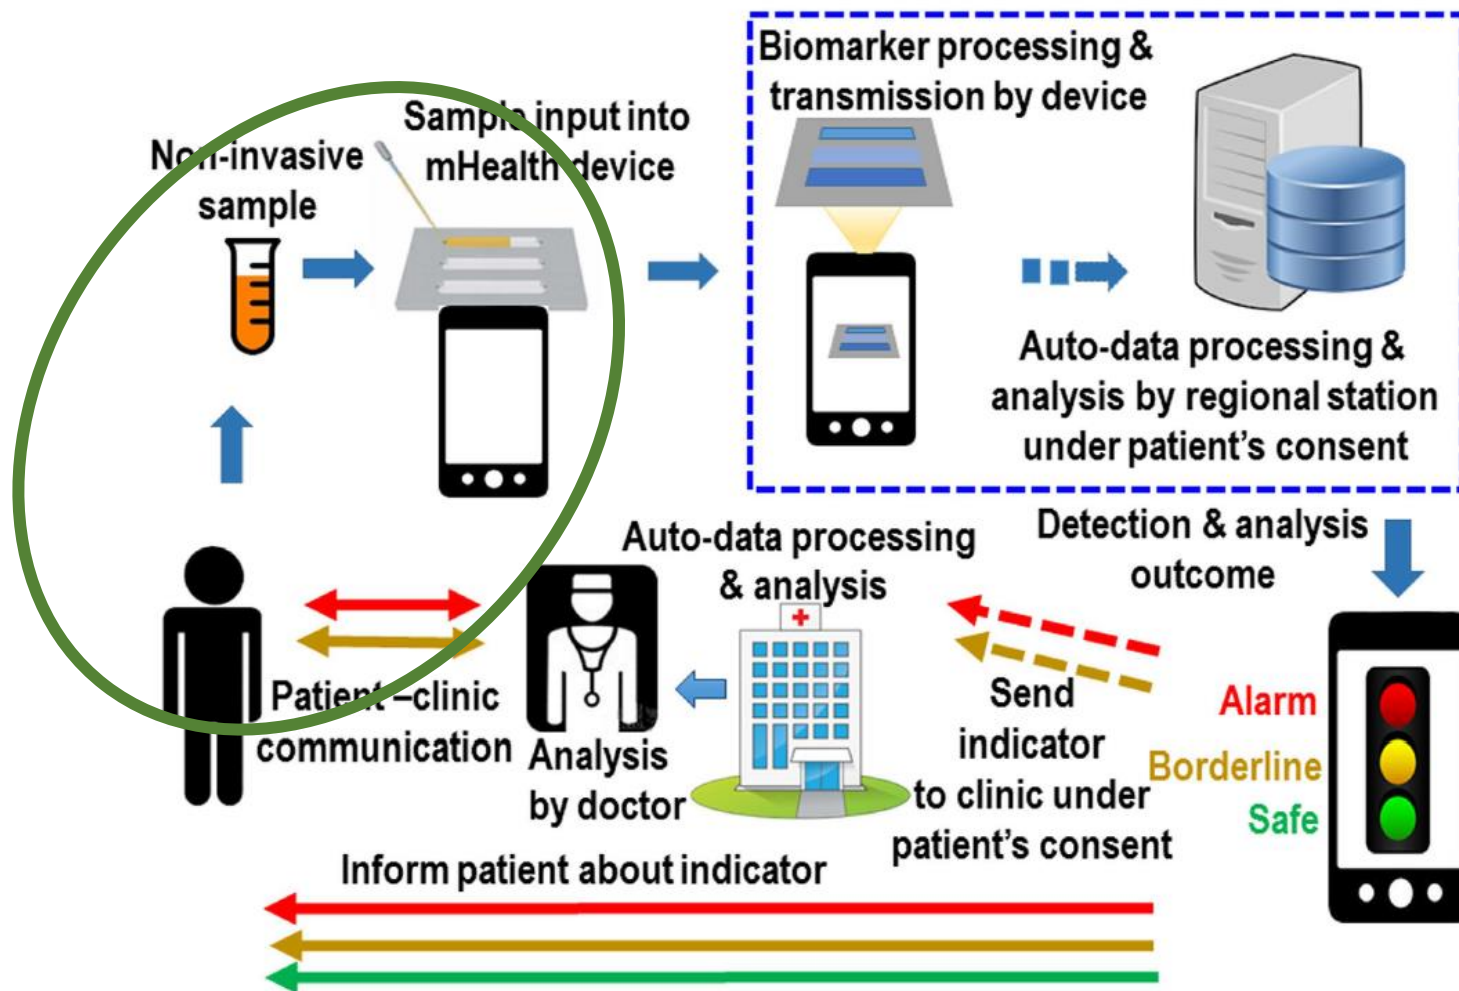 Non-invasive
sample
Sample input into
mHealth device
Biomarker processing &
transmission by device
Auto-data processing &
analysis by regional station
under patient's consent
Detection & analysis
outcome
Alarm
Borderline
Safe
Send
indicator
to clinic under
patient's consent
Auto-data processing
& analysis
Analysis
by doctor
Patient–clinic
communication
Inform patient about indicator